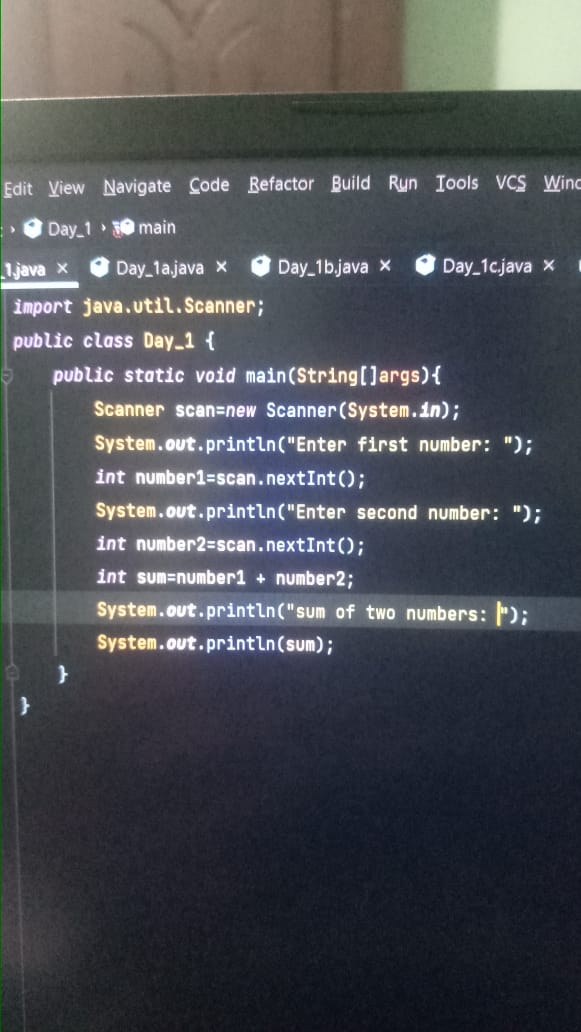 Edit View Navigate Code Refactor Build Run Tools VCS
Day_1 main
_1.java Day_1a.java Day_1b.java Day_1c.java
import java.util.Scanner;
public class Day_1 {
public static void main(String[]args){
Scanner scan=new Scanner(System.in);
System.out.println("Enter first number: ");
int number1=scan.nextInt();
System.out.println("Enter second number: ");
int number2=scan.nextInt();
int sum=number1 + number2;
System.out.println("sum of two numbers: ");
System.out.println(sum);
}
}